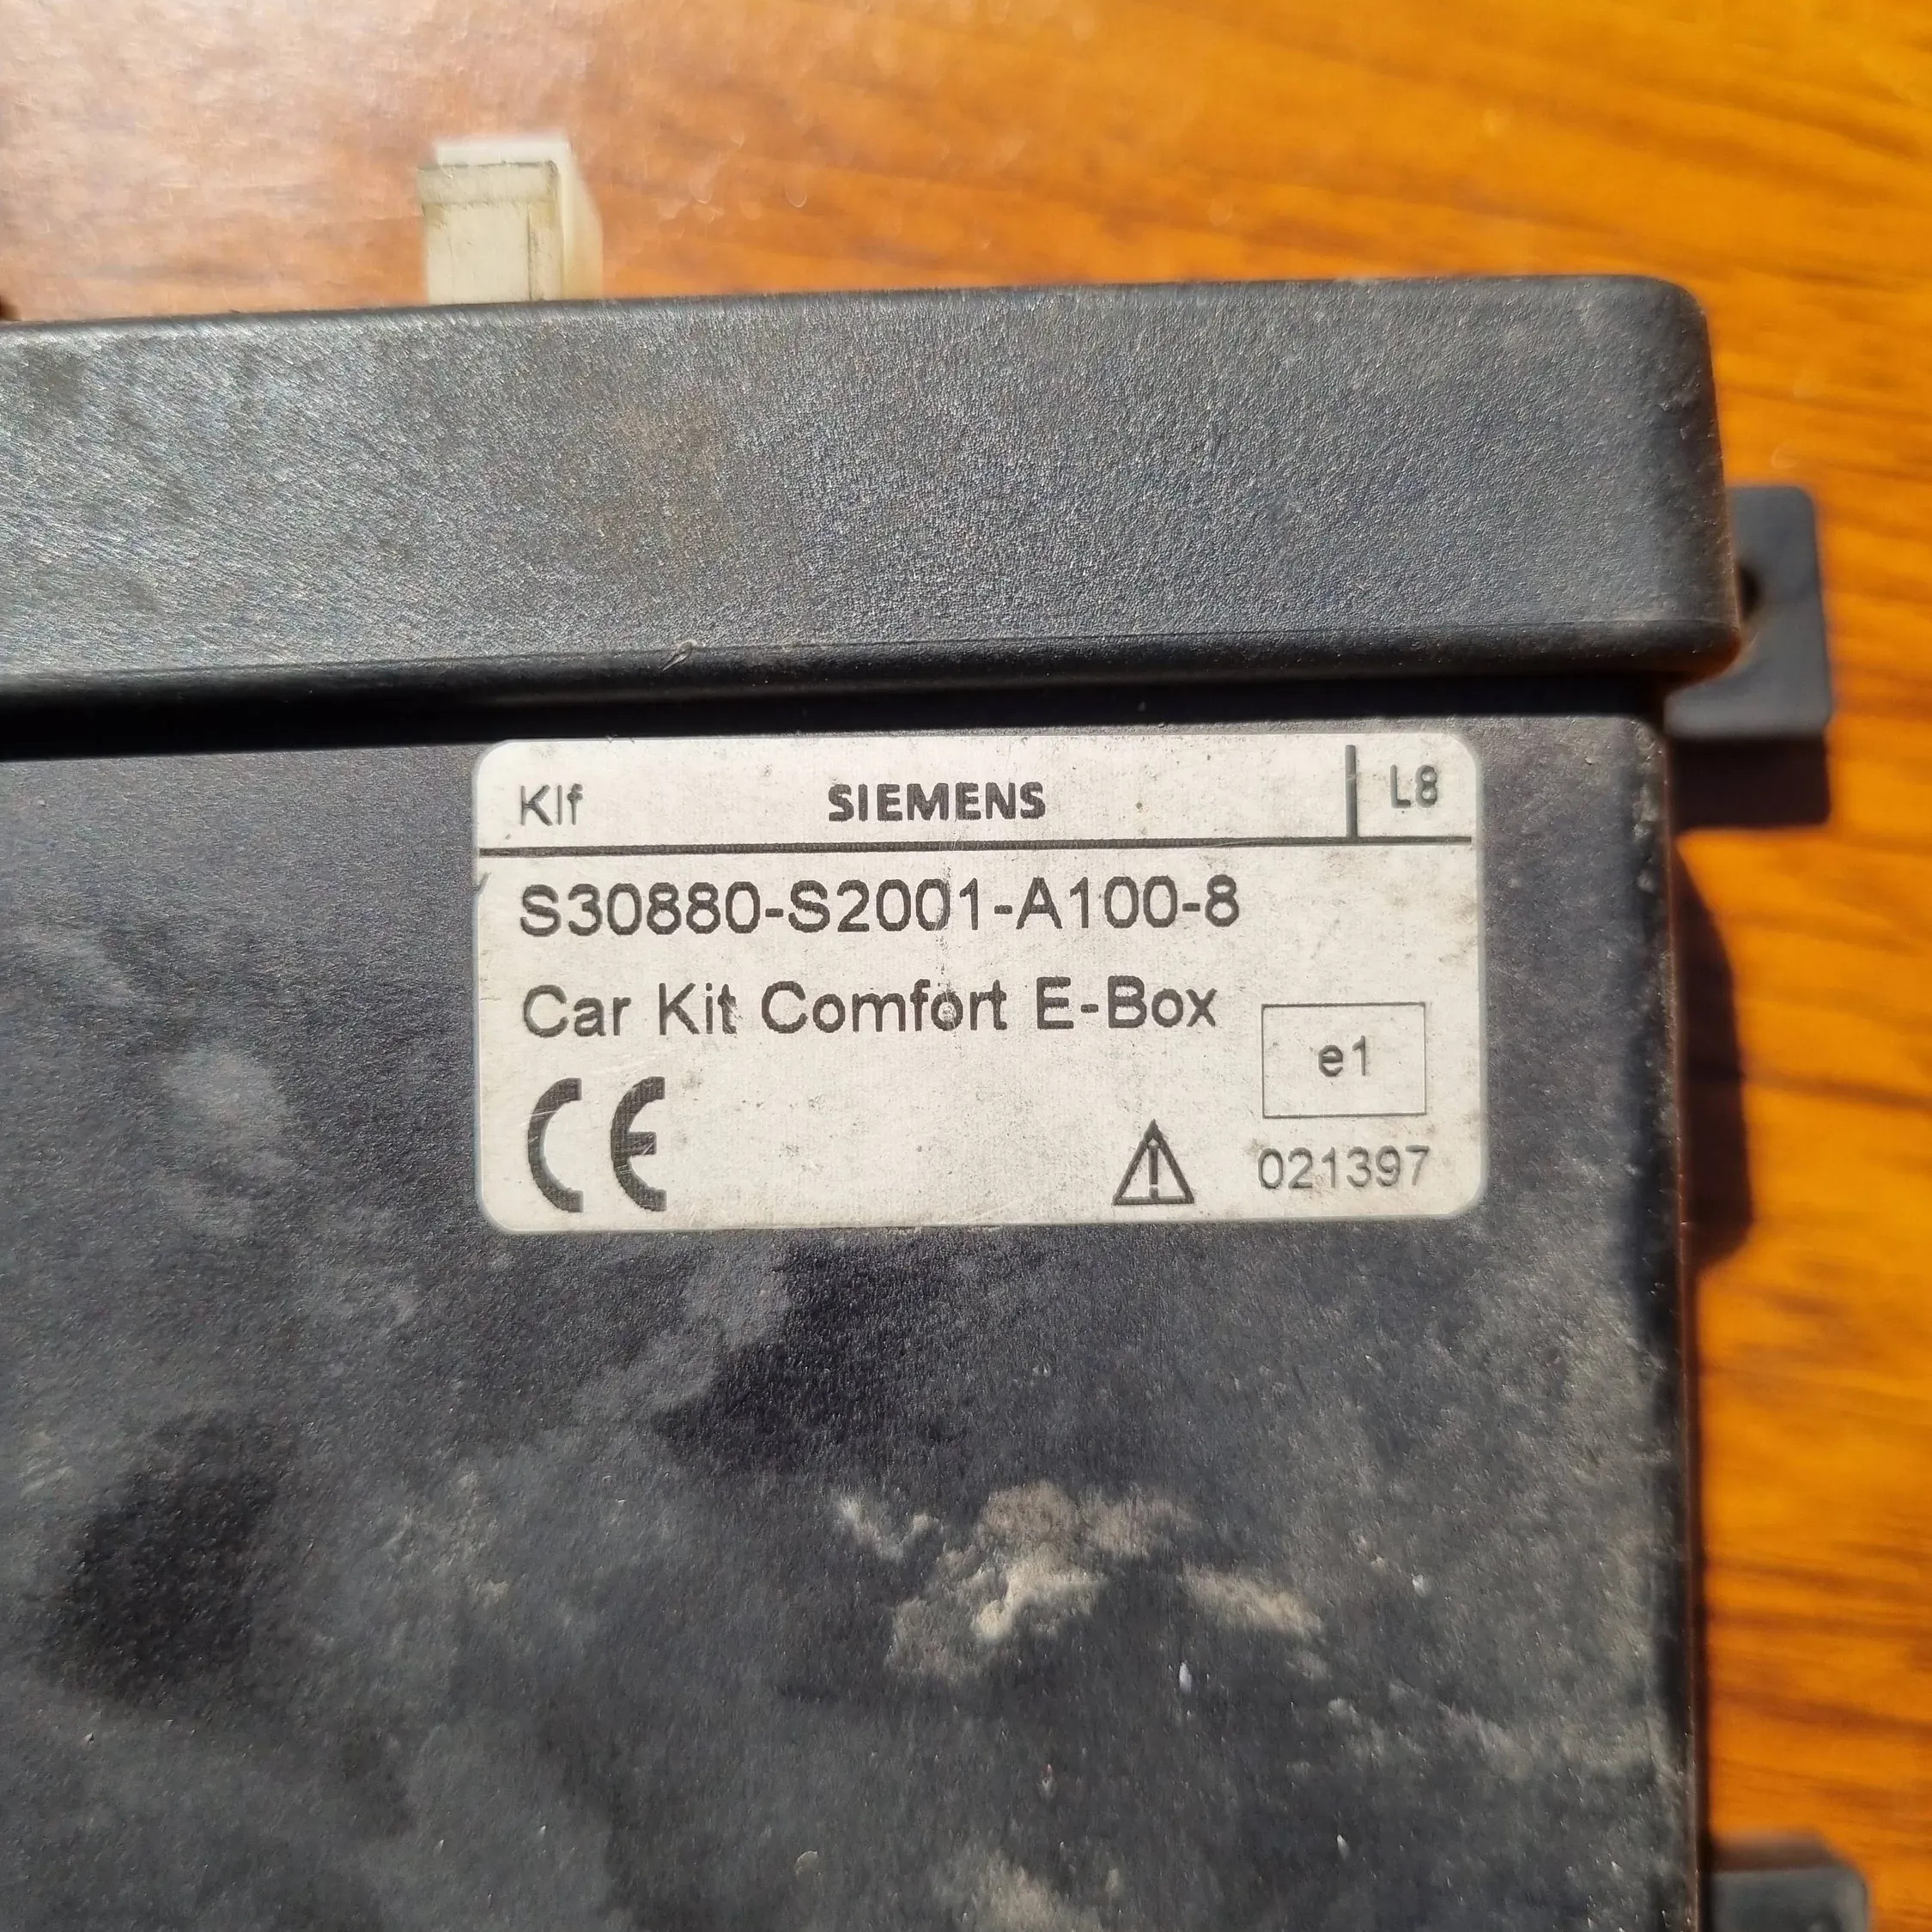 Klf SIEMENS L8
S30880-S2001-A100-8
Car Kit Comfort E-Box
e1
CE 021397